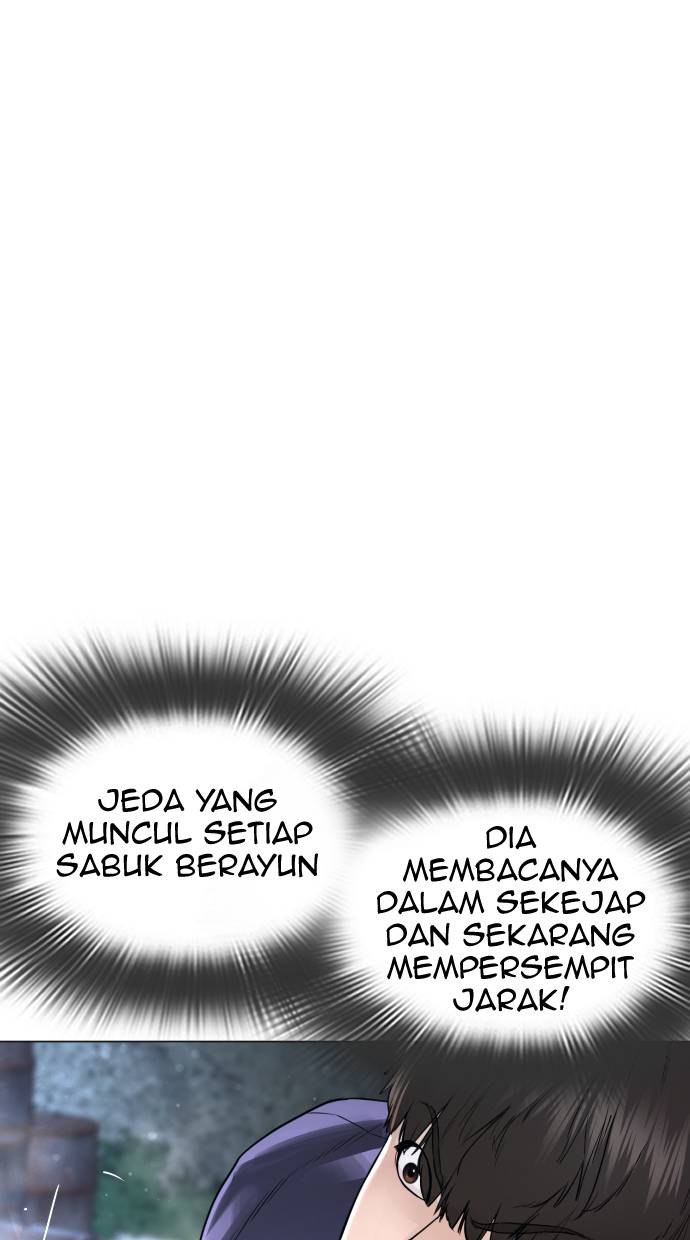 JEDA YANG
MUNCUL SETIAP
SABUK BERAYUN
DIA
MEMBACANYA
DALAM SEKEJAP
DAN SEKARANG
MEMPERSEMPIT
JARAK!